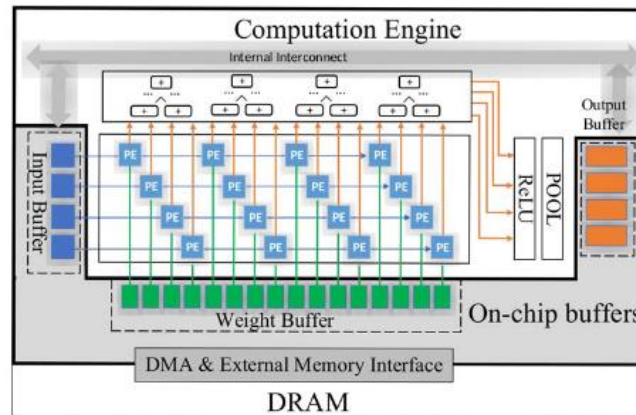 Computation Engine
Internal Interconnect
+ + + +
... ... ... ... ... ... ... ...
+ + + + + + + +
Output
Buffer
Input Buffer
PE PE PE PE
PE PE PE PE
PE PE PE PE
PE PE PE PE
ReLU
POOL
Weight Buffer
On-chip buffers
DMA & External Memory Interface
DRAM